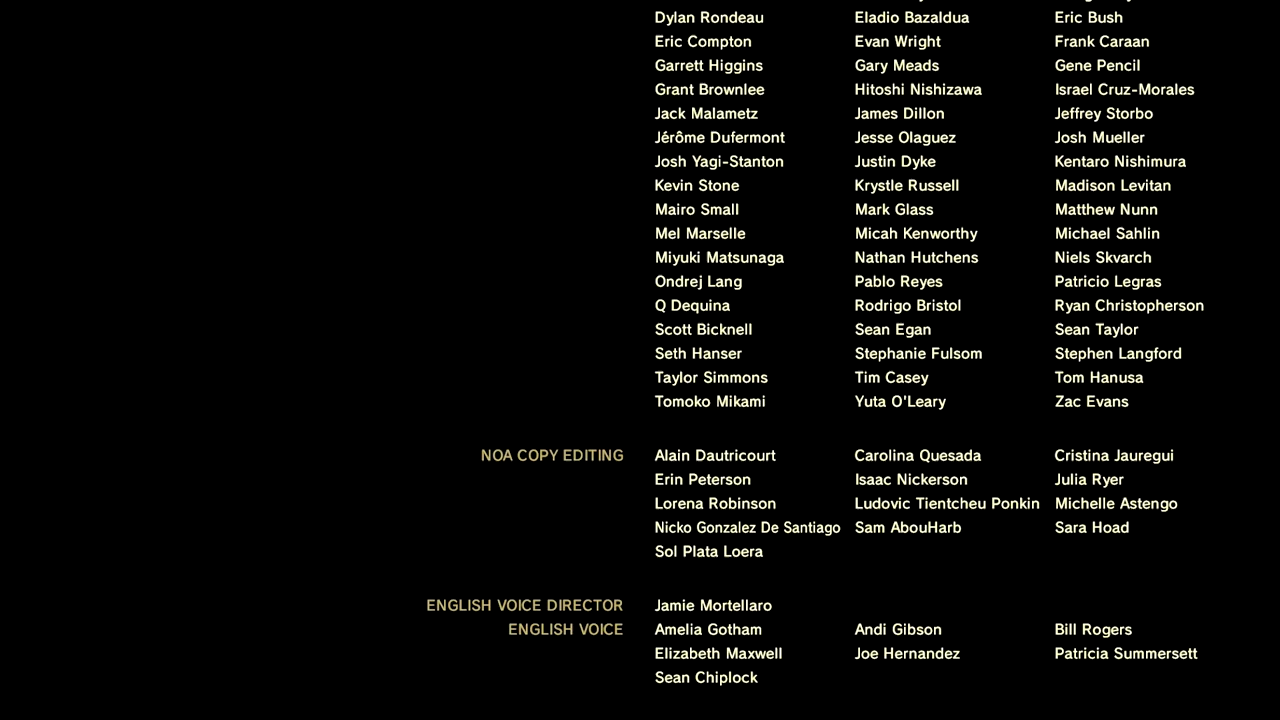 Dylan Rondeau Eladio Bazaldua Eric Bush
Eric Compton Evan Wright Frank Caraan
Garrett Higgins Gary Meads Gene Pencil
Grant Brownlee Hitoshi Nishizawa Israel Cruz-Morales
Jack Malametz James Dillon Jeffrey Storbo
Jérôme Dufermont Jesse Olaguez Josh Mueller
Josh Yagi-Stanton Justin Dyke Kentaro Nishimura
Kevin Stone Krystle Russell Madison Levitan
Mairo Small Mark Glass Matthew Nunn
Mel Marselle Micah Kenworthy Michael Sahlin
Miyuki Matsunaga Nathan Hutchens Niels Skvarch
Ondrej Lang Pablo Reyes Patricio Legras
Q Dequina Rodrigo Bristol Ryan Christopherson
Scott Bicknell Sean Egan Sean Taylor
Seth Hanser Stephanie Fulsom Stephen Langford
Taylor Simmons Tim Casey Tom Hanusa
Tomoko Mikami Yuta O'Leary Zac Evans
NOA COPY EDITING Alain Dautricourt Carolina Quesada Cristina Jauregui
Erin Peterson Isaac Nickerson Julia Ryer
Lorena Robinson Ludovic Tientcheu Ponkin Michelle Astengo
Nicko Gonzalez De Santiago Sam AbouHarb Sara Hoad
Sol Plata Loera
ENGLISH VOICE DIRECTOR Jamie Mortellaro
ENGLISH VOICE Amelia Gotham Andi Gibson Bill Rogers
Elizabeth Maxwell Joe Hernandez Patricia Summersett
Sean Chiplock